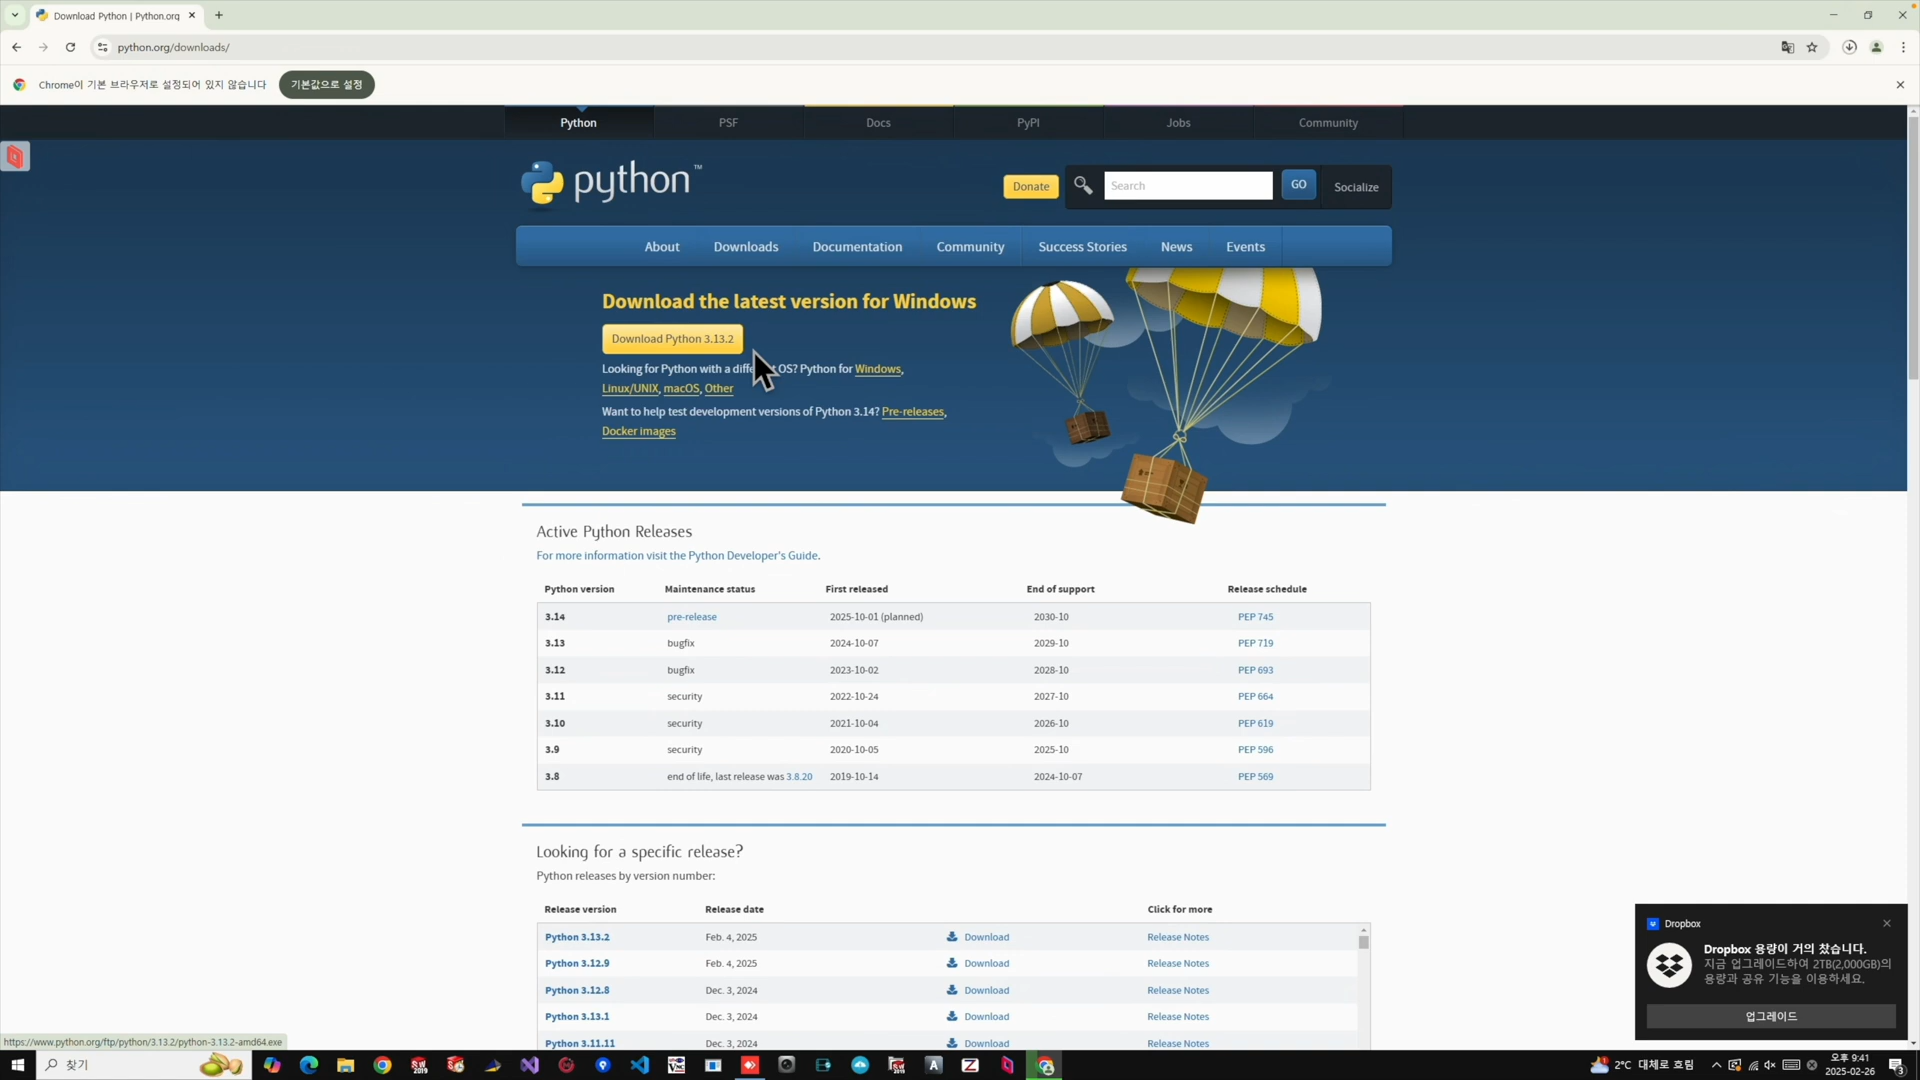 Download Python | Python.org
python.org/downloads/
Chrome이 기본 브라우저로 설정되어 있지 않습니다
기본값으로 설정
Python
PSF
Docs
PyPI
Jobs
Community
python™
Donate
Search
GO
Socialize
About
Downloads
Documentation
Community
Success Stories
News
Events
Download the latest version for Windows
Download Python 3.13.2
Looking for Python with a OS? Python for Windows,
Linux/UNIX, macOS, Other
Want to help test development versions of Python 3.14? Pre-releases,
Docker images
Active Python Releases
For more information visit the Python Developer's Guide.
Python version Maintenance status First released End of support Release schedule
3.14 pre-release 2025-10-01 (planned) 2030-10 PEP 745
3.13 bugfix 2024-10-07 2029-10 PEP 719
3.12 bugfix 2023-10-02 2028-10 PEP 693
3.11 security 2022-10-24 2027-10 PEP 664
3.10 security 2021-10-04 2026-10 PEP 619
3.9 security 2020-10-05 2025-10 PEP 596
3.8 end of life, last release was 3.8.20 2019-10-14 2024-10-07 PEP 569
Looking for a specific release?
Python releases by version number:
Release version Release date Click for more
Python 3.13.2 Feb. 4, 2025 Download Release Notes
Python 3.12.9 Feb. 4, 2025 Download Release Notes
Python 3.12.8 Dec. 3, 2024 Download Release Notes
Python 3.13.1 Dec. 3, 2024 Download Release Notes
Python 3.11.11 Dec. 3, 2024 Download Release Notes
Dropbox
Dropbox 용량이 거의 찼습니다.
지금 업그레이드하여 2TB(2,000GB)의
용량과 공유 기능을 이용하세요.
업그레이드
https://www.python.org/ftp/python/3.13.2/python-3.13.2-amd64.exe
찾기
2°C 대체로 흐림
오후 9:41
2025-02-26
3